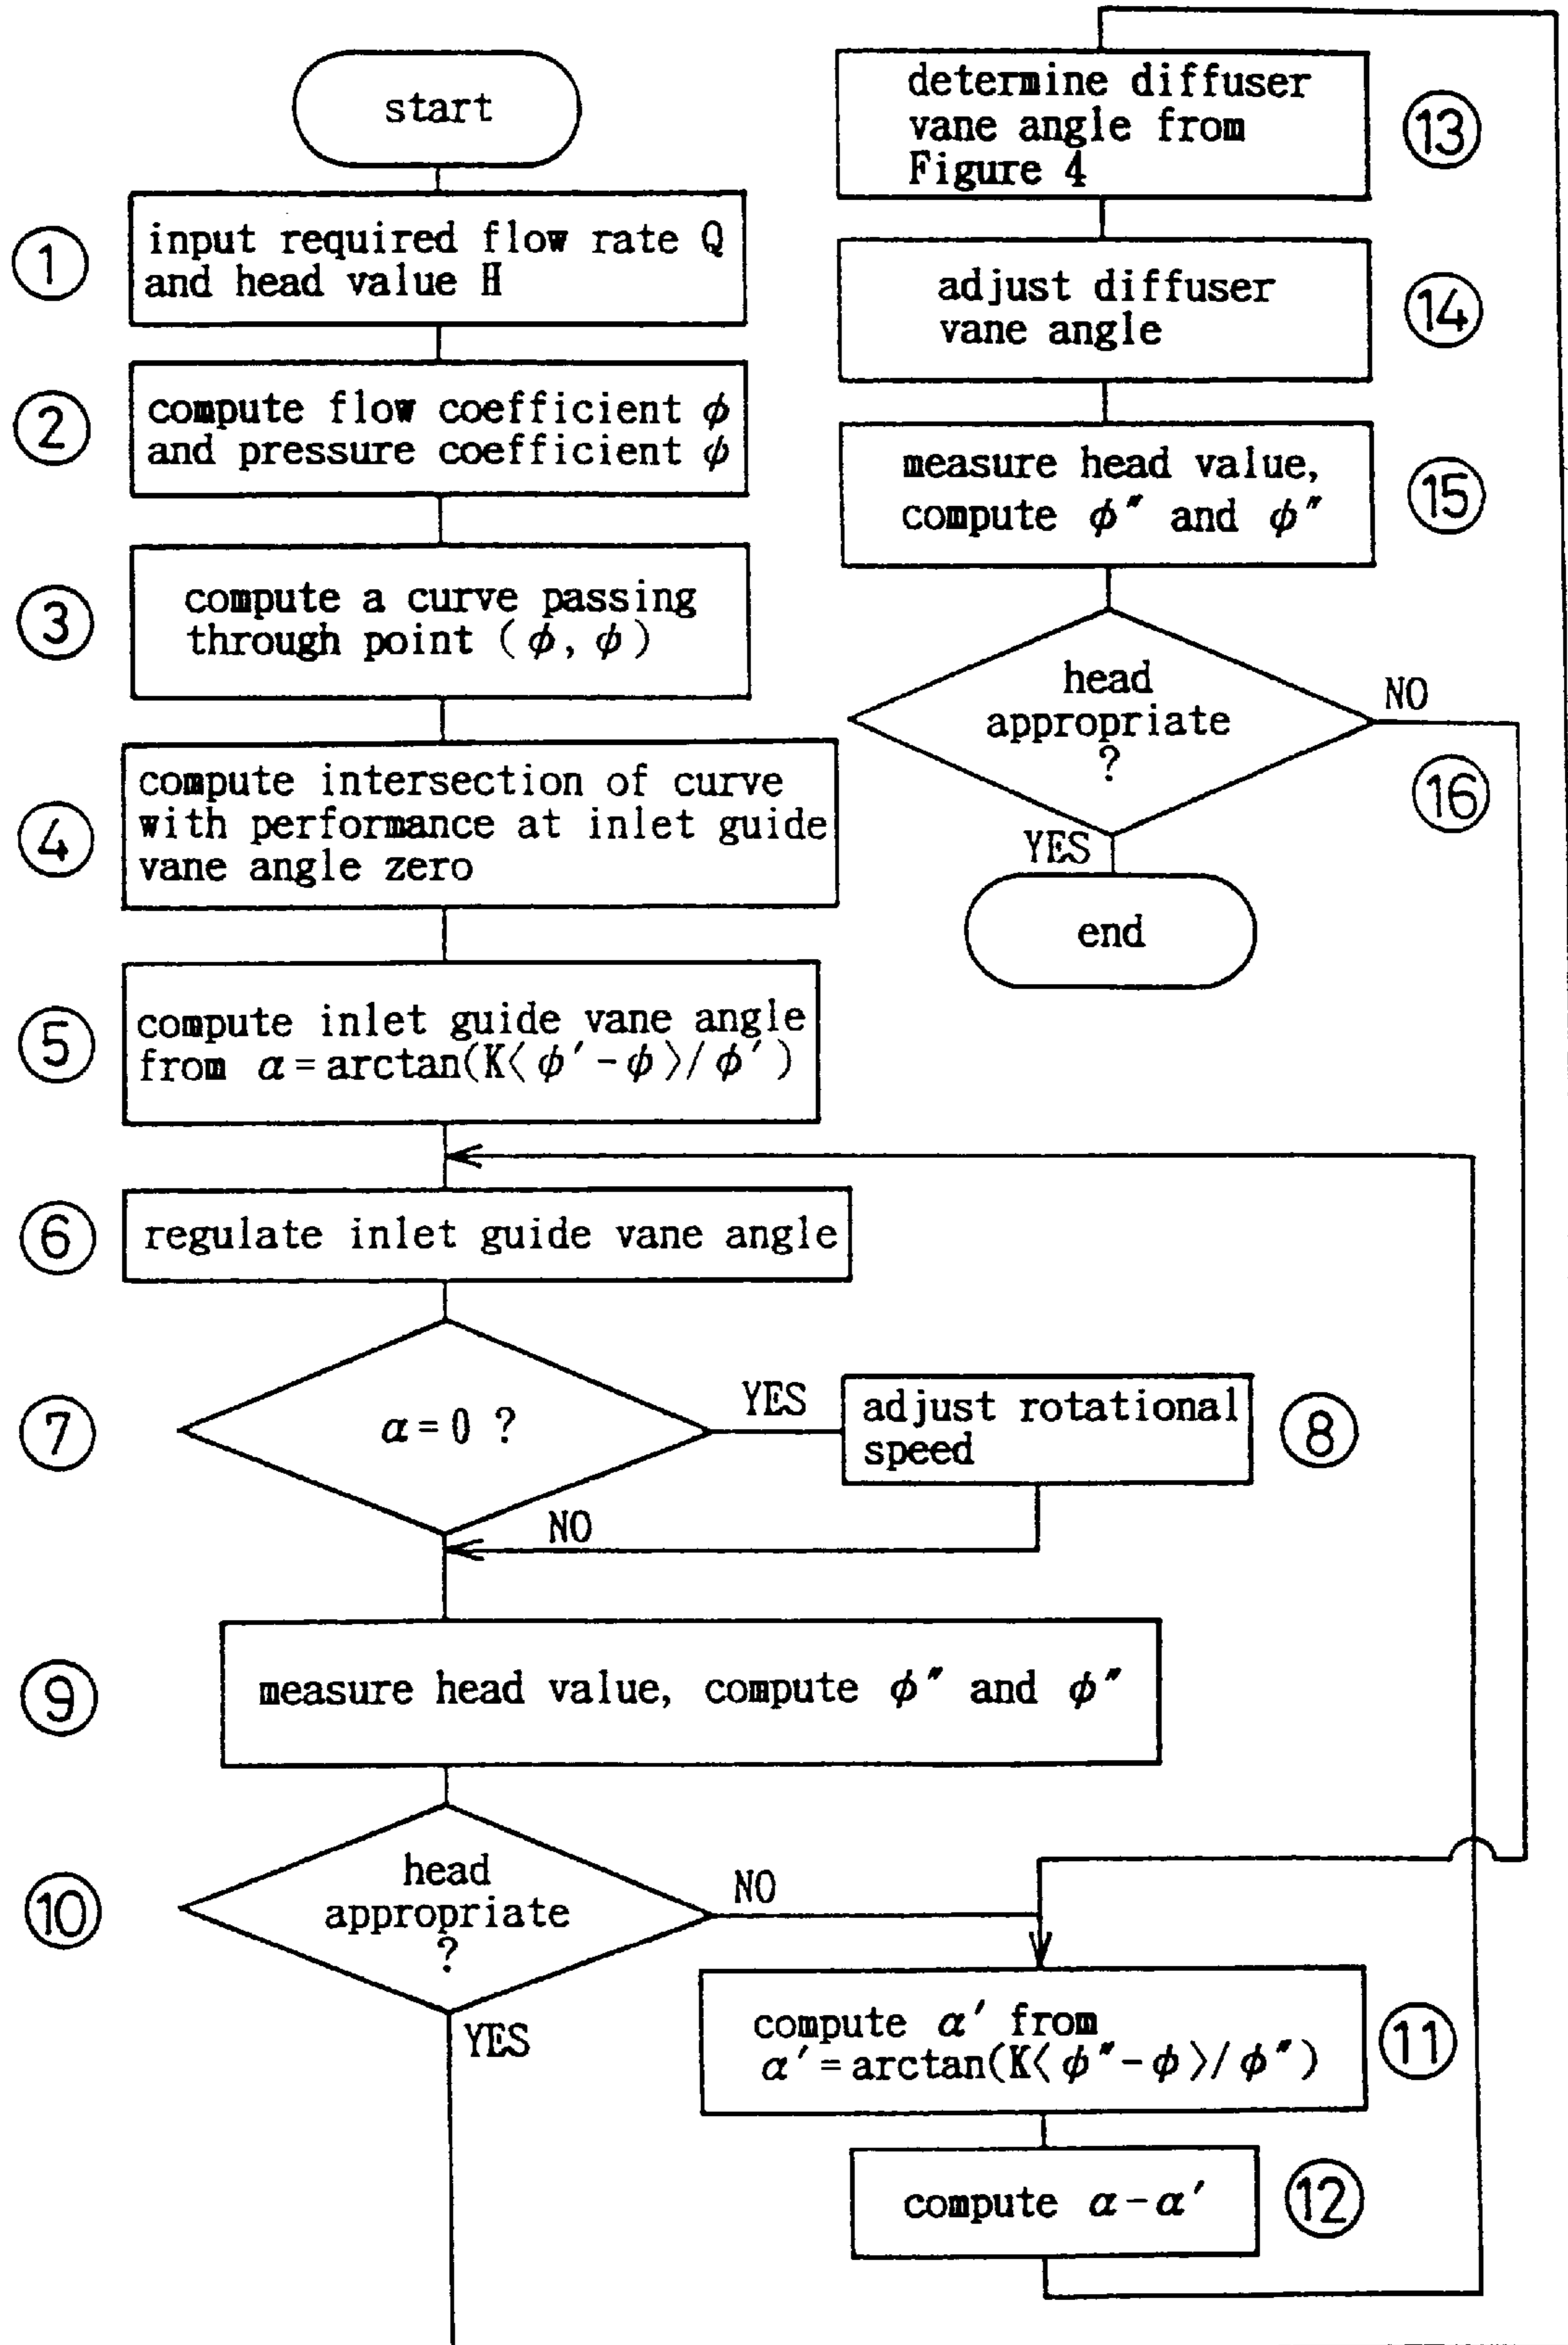 start
①
input required flow rate Q
and head value H
②
compute flow coefficient ϕ
and pressure coefficient ϕ
③
compute a curve passing
through point (ϕ, ϕ)
④
compute intersection of curve
with performance at inlet guide
vane angle zero
⑤
compute inlet guide vane angle
from α=arctan(K〈ϕ′-ϕ〉/ϕ′)
⑥
regulate inlet guide vane angle
⑦
α=0 ?
YES
NO
adjust rotational
speed
⑧
⑨
measure head value, compute ϕ″ and ϕ″
⑩
head
appropriate
?
NO
YES
compute α′ from
α′=arctan(K〈ϕ″-ϕ〉/ϕ″)
⑪
compute α-α′
⑫
determine diffuser
vane angle from
Figure 4
⑬
adjust diffuser
vane angle
⑭
measure head value,
compute ϕ″ and ϕ″
⑮
head
appropriate
?
NO
⑯
YES
end